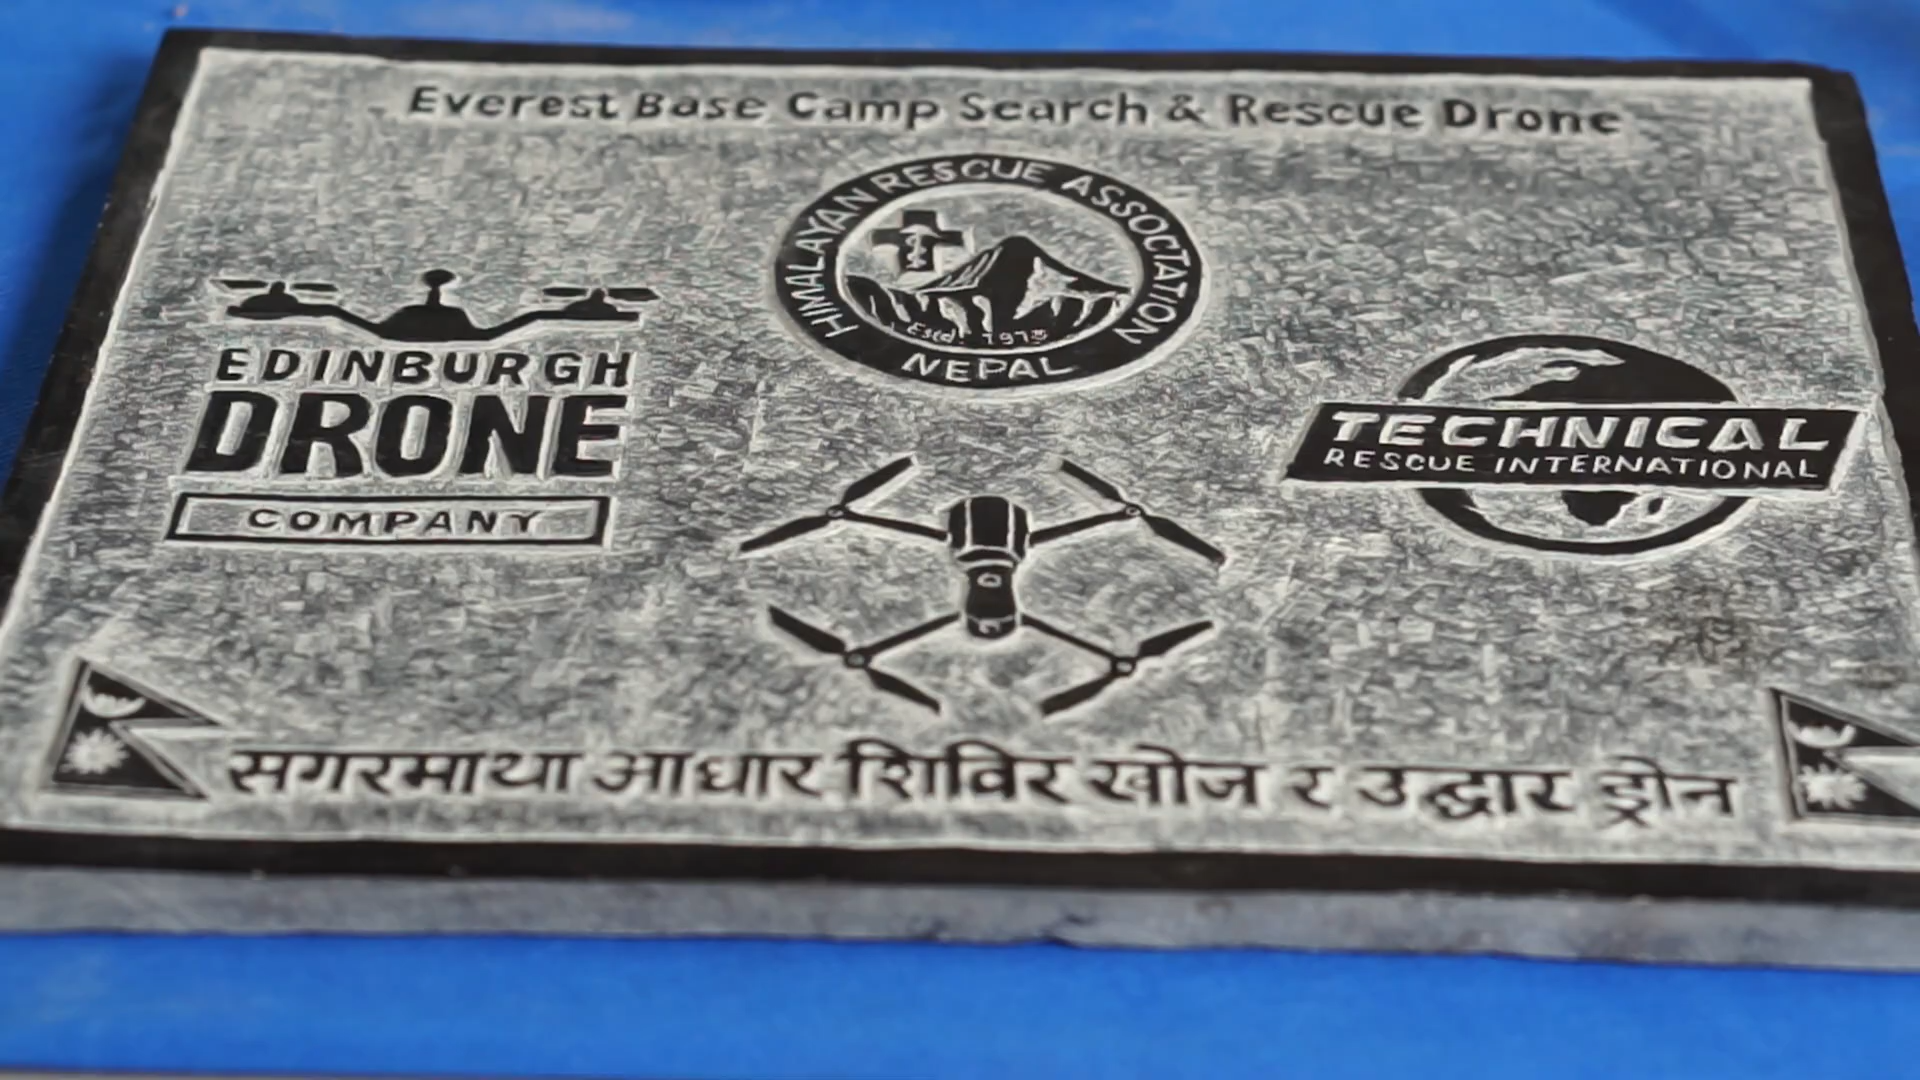 Everest Base Camp Search & Rescue Drone
HIMALAYAN RESCUE ASSOCTATION
Estd. 1973
NEPAL
EDINBURGH
DRONE
COMPANY
TECHNICAL
RESCUE INTERNATIONAL
सगरमाथा आधार शिविर खोज र उद्धार ड्रोन